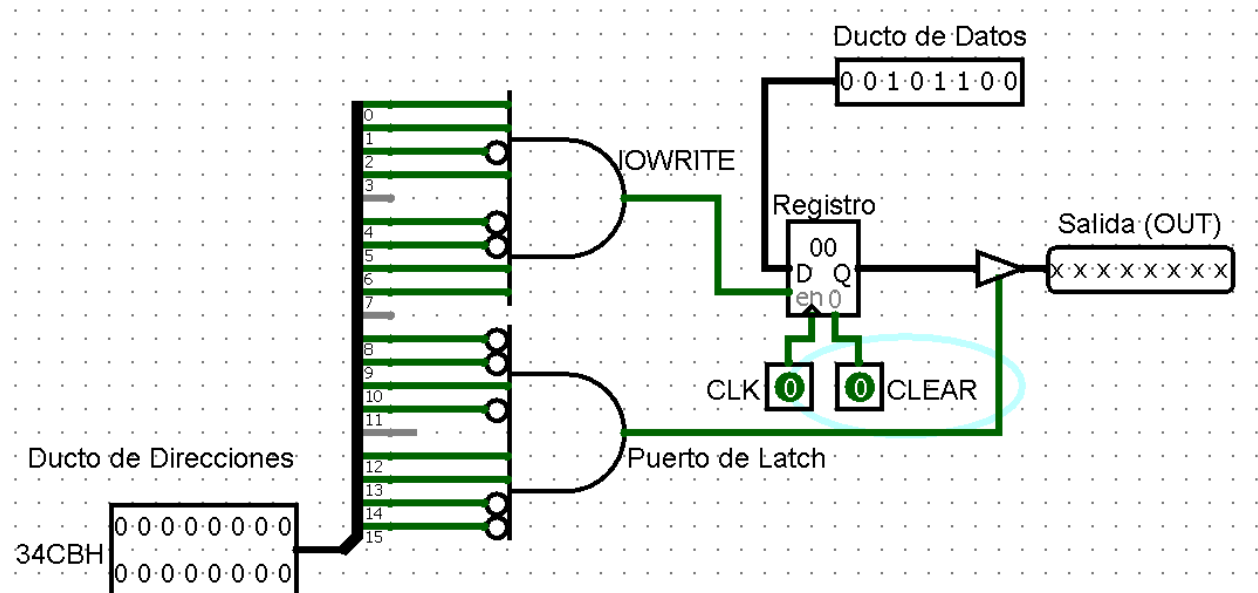 Ducto de Datos
0 0 1 0 1 1 0 0
0
1
2
3
4
5
6
7
8
9
10
11
12
13
14
15
IOWRITE
Registro
00
D Q
en 0
Salida (OUT)
x x x x x x x x
CLK 0
0 CLEAR
Puerto de Latch
Ducto de Direcciones
34CBH
0 0 0 0 0 0 0 0
0 0 0 0 0 0 0 0